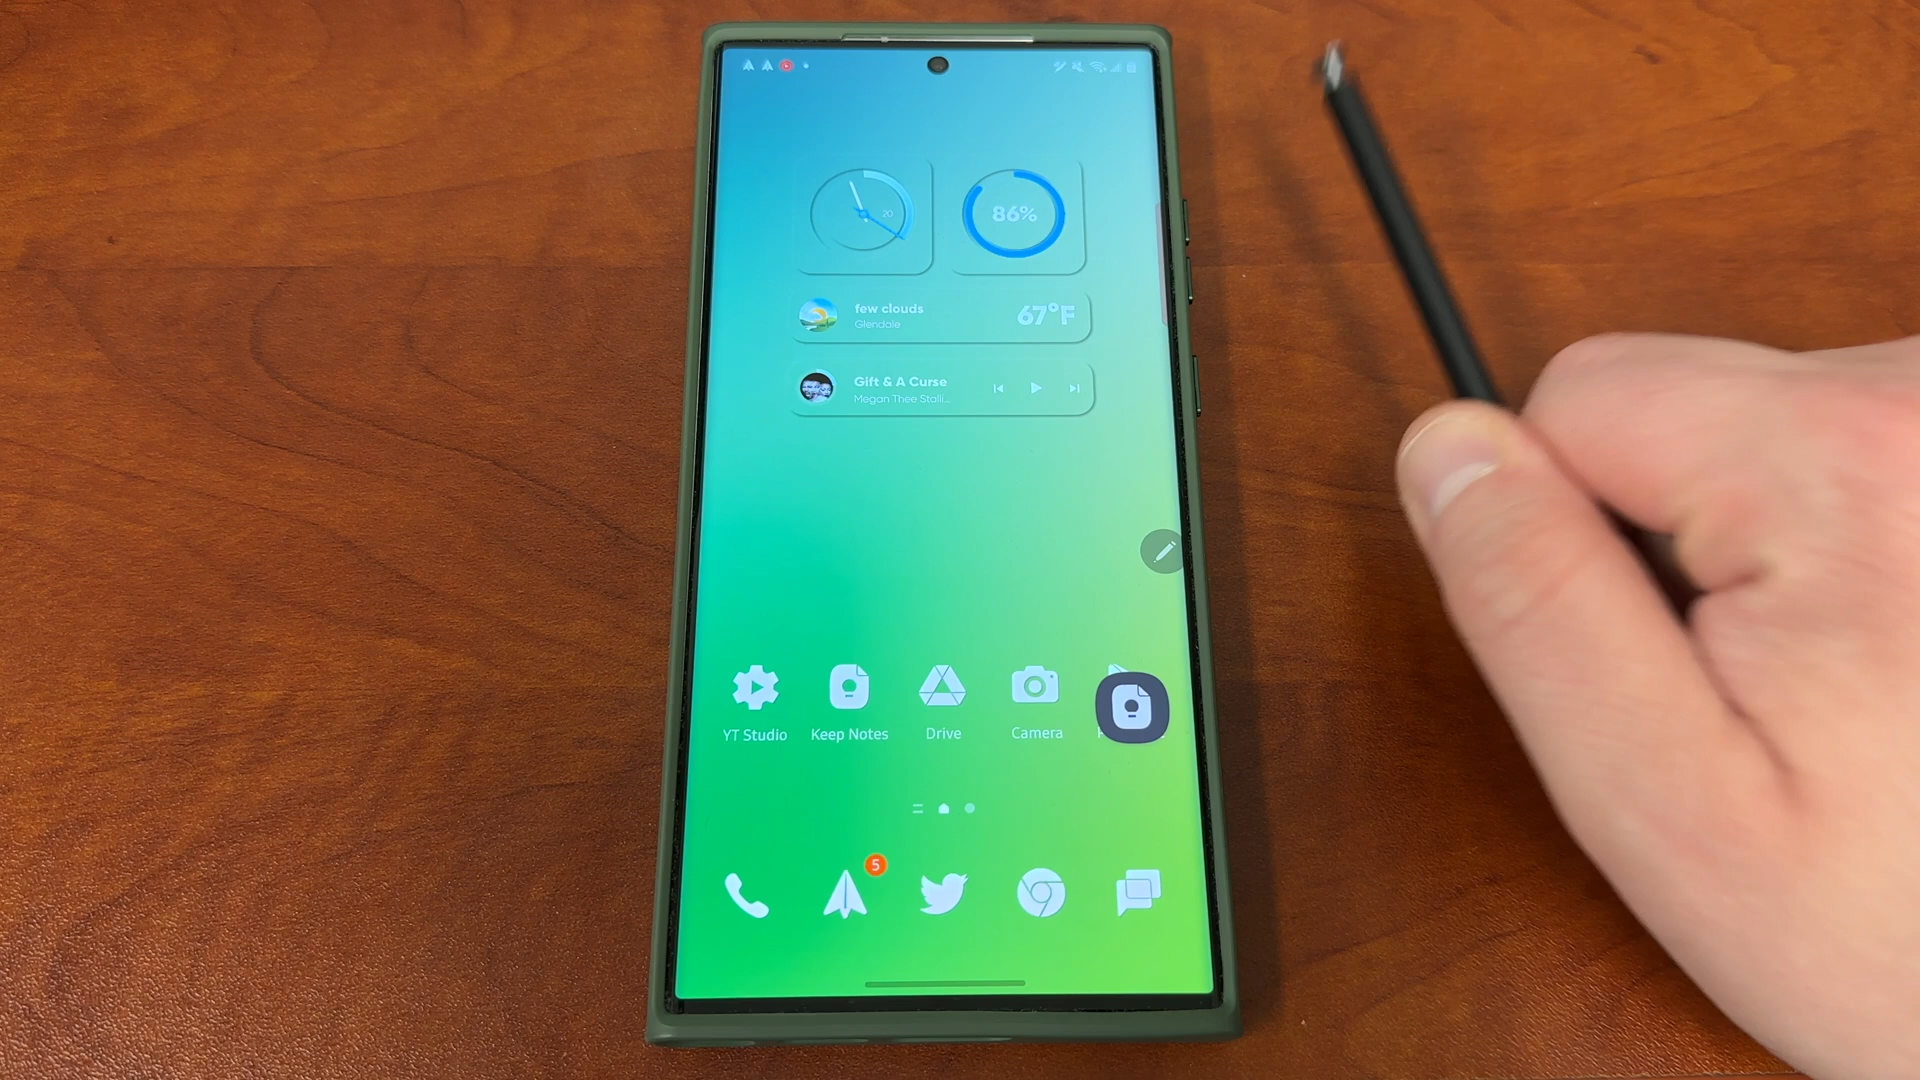 20
86%
few clouds
Glendale
67°F
Gift & A Curse
Megan Thee Stalli...
YT Studio
Keep Notes
Drive
Camera
5